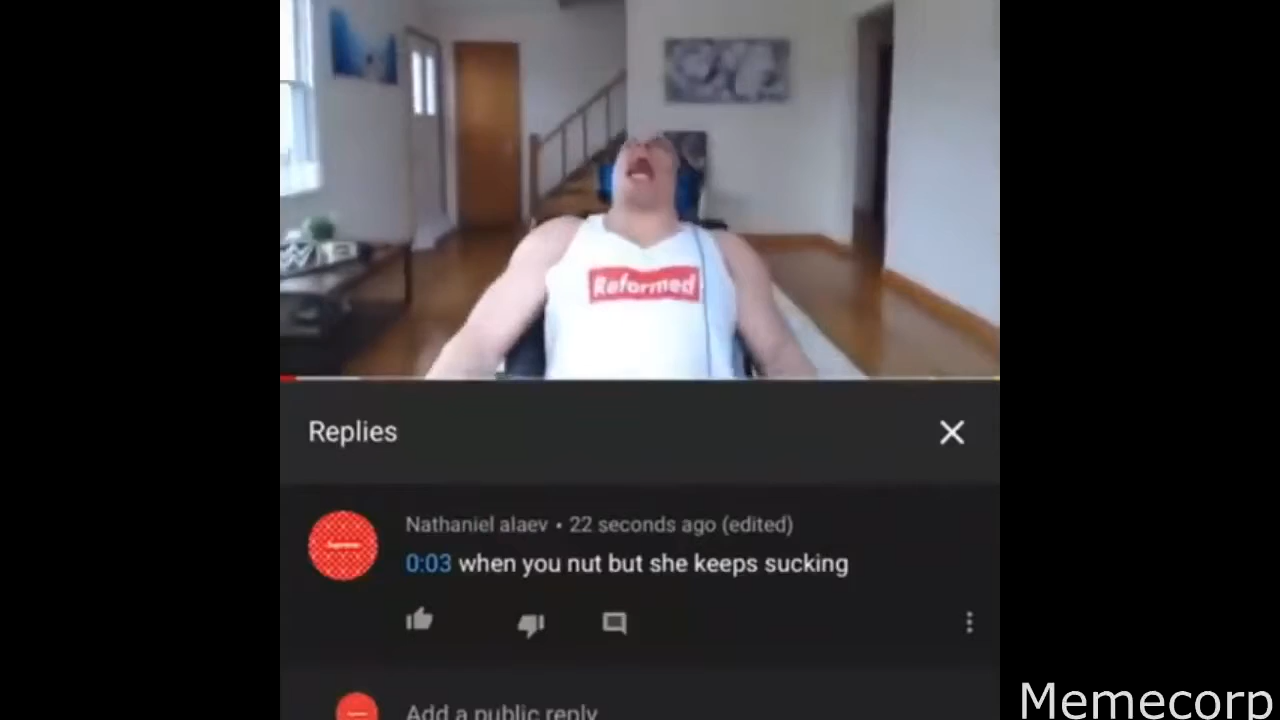 Reformed
Replies
Nathaniel alaev • 22 seconds ago (edited)
0:03 when you nut but she keeps sucking
Add a public reply
Memecorp